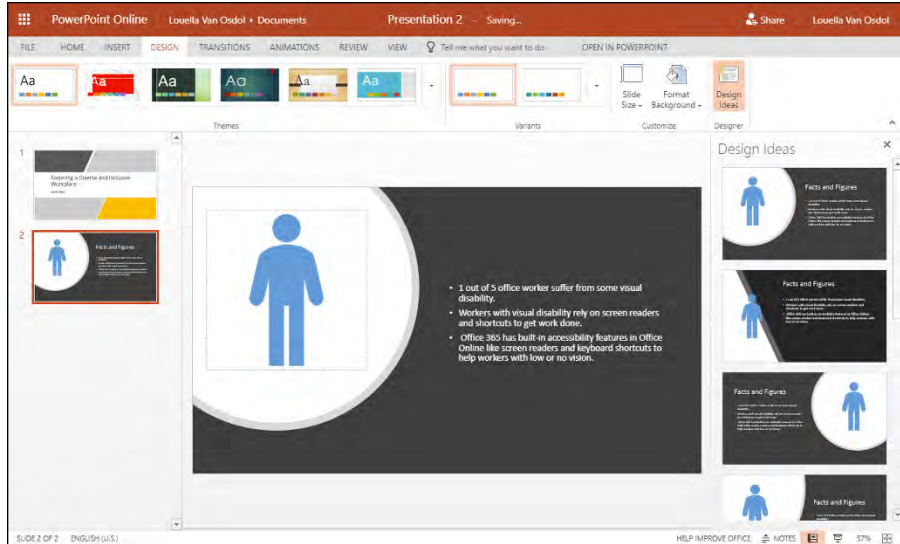 PowerPoint Online Louella Van Osdol ▸ Documents Presentation 2 – Saving... Share Louella Van Osdol
FILE HOME INSERT DESIGN TRANSITIONS ANIMATIONS REVIEW VIEW Tell me what you want to do OPEN IN POWERPOINT
Aa Aa Aa Aa Aa Aa
Slide Size Format Background Design Ideas
Themes Variants Customize Designer
Design Ideas
1
Fostering a Diverse and Inclusive
Workplace
2
Facts and Figures
• 1 out of 5 office worker suffer from some visual
disability.
• Workers with visual disability rely on screen readers
and shortcuts to get work done.
• Office 365 has built-in accessibility features in Office
Online like screen readers and keyboard shortcuts to
help workers with low or no vision.
Facts and Figures
Facts and Figures
Facts and Figures
Facts and Figures
SLIDE 2 OF 2 ENGLISH (U.S.) HELP IMPROVE OFFICE NOTES 57%